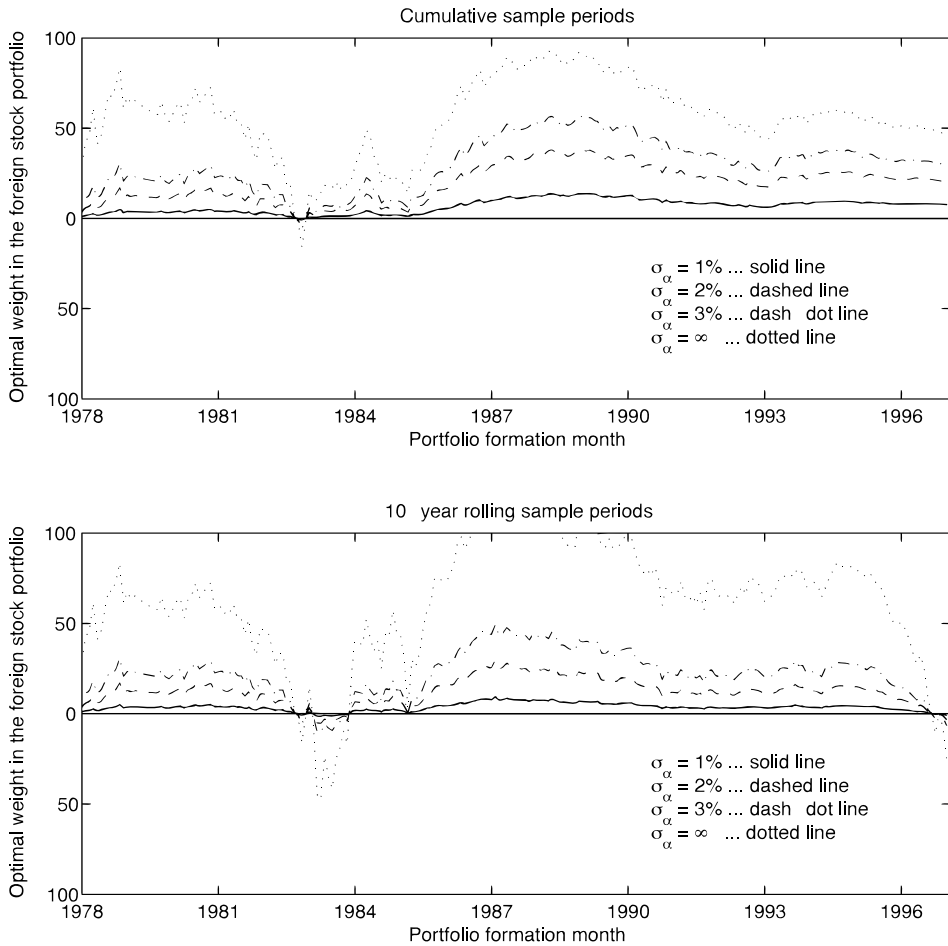 Cumulative sample periods
Optimal weight in the foreign stock portfolio
100
50
0
50
100
σα = 1% ... solid line
σα = 2% ... dashed line
σα = 3% ... dash dot line
σα = ∞ ... dotted line
1978 1981 1984 1987 1990 1993 1996
Portfolio formation month
10 year rolling sample periods
Optimal weight in the foreign stock portfolio
100
50
0
50
100
σα = 1% ... solid line
σα = 2% ... dashed line
σα = 3% ... dash dot line
σα = ∞ ... dotted line
1978 1981 1984 1987 1990 1993 1996
Portfolio formation month